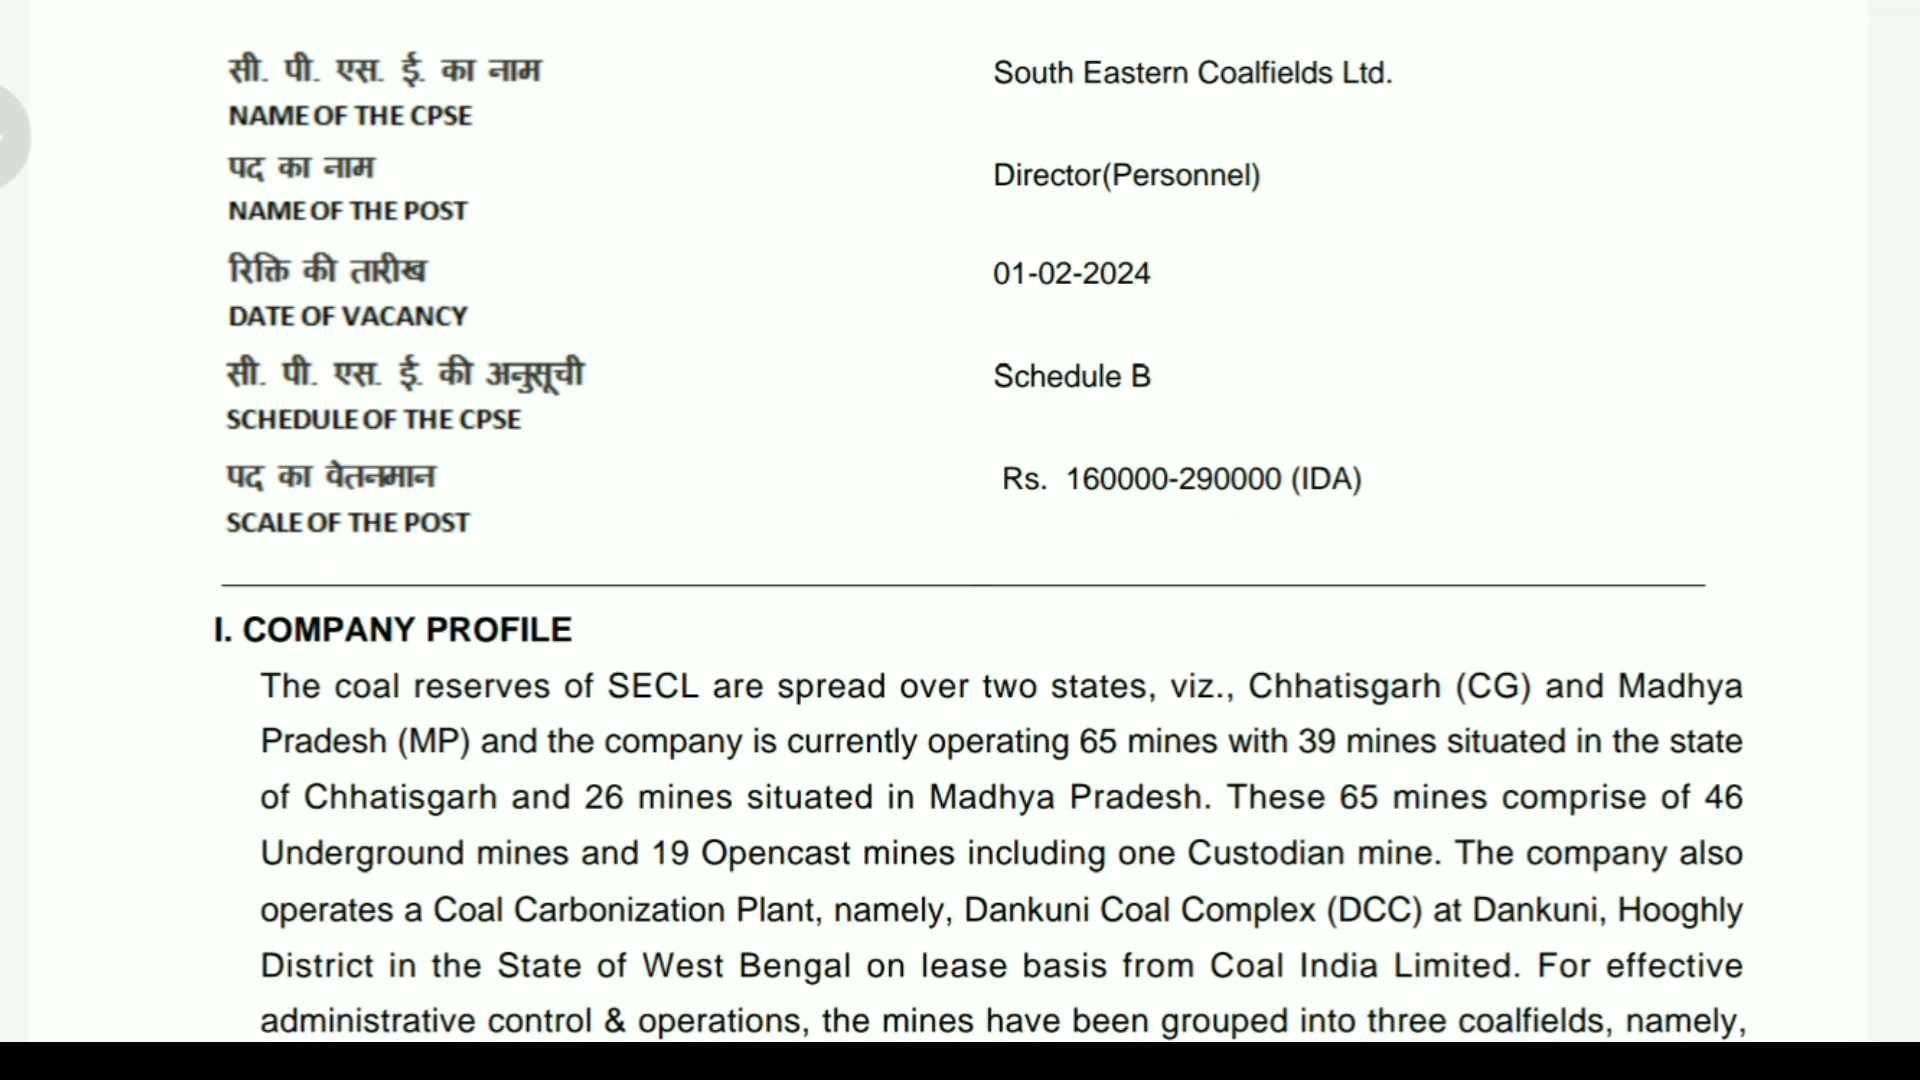 सी. पी. एस. ई. का नाम
South Eastern Coalfields Ltd.
NAME OF THE CPSE
पद का नाम
Director(Personnel)
NAME OF THE POST
रिक्ति की तारीख
01-02-2024
DATE OF VACANCY
सी. पी. एस. ई. की अनुसूची
Schedule B
SCHEDULE OF THE CPSE
पद का वेतनमान
Rs. 160000-290000 (IDA)
SCALE OF THE POST
I. COMPANY PROFILE
The coal reserves of SECL are spread over two states, viz., Chhatisgarh (CG) and Madhya
Pradesh (MP) and the company is currently operating 65 mines with 39 mines situated in the state
of Chhatisgarh and 26 mines situated in Madhya Pradesh. These 65 mines comprise of 46
Underground mines and 19 Opencast mines including one Custodian mine. The company also
operates a Coal Carbonization Plant, namely, Dankuni Coal Complex (DCC) at Dankuni, Hooghly
District in the State of West Bengal on lease basis from Coal India Limited. For effective
administrative control & operations, the mines have been grouped into three coalfields, namely,